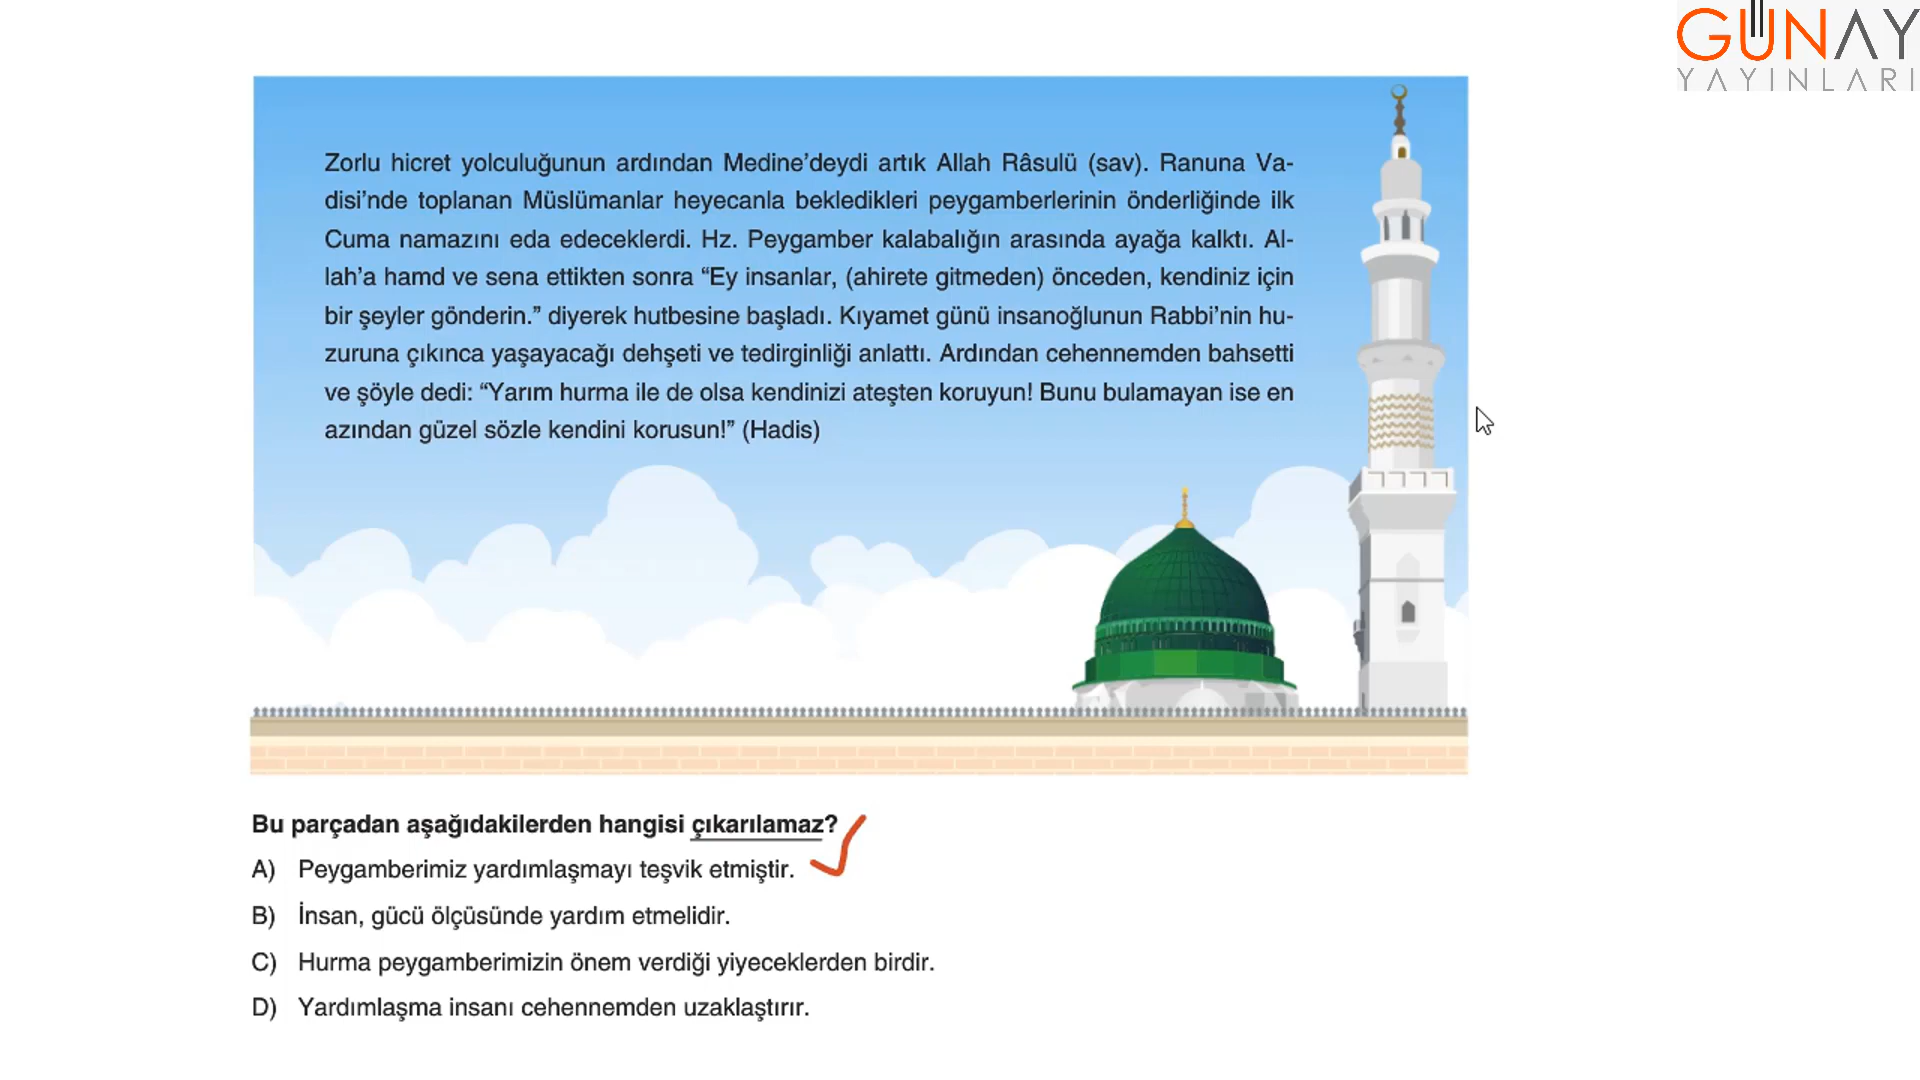 GÜNAY
YAYINLARI
Zorlu hicret yolculuğunun ardından Medine’deydi artık Allah Râsulü (sav). Ranuna Va-
disi’nde toplanan Müslümanlar heyecanla bekledikleri peygamberlerinin önderliğinde ilk
Cuma namazını eda edeceklerdi. Hz. Peygamber kalabalığın arasında ayağa kalktı. Al-
lah’a hamd ve sena ettikten sonra “Ey insanlar, (ahirete gitmeden) önceden, kendiniz için
bir şeyler gönderin.” diyerek hutbesine başladı. Kıyamet günü insanoğlunun Rabbi’nin hu-
zuruna çıkınca yaşayacağı dehşeti ve tedirginliği anlattı. Ardından cehennemden bahsetti
ve şöyle dedi: “Yarım hurma ile de olsa kendinizi ateşten koruyun! Bunu bulamayan ise en
azından güzel sözle kendini korusun!” (Hadis)
Bu parçadan aşağıdakilerden hangisi çıkarılamaz?
A) Peygamberimiz yardımlaşmayı teşvik etmiştir.
B) İnsan, gücü ölçüsünde yardım etmelidir.
C) Hurma peygamberimizin önem verdiği yiyeceklerden birdir.
D) Yardımlaşma insanı cehennemden uzaklaştırır.